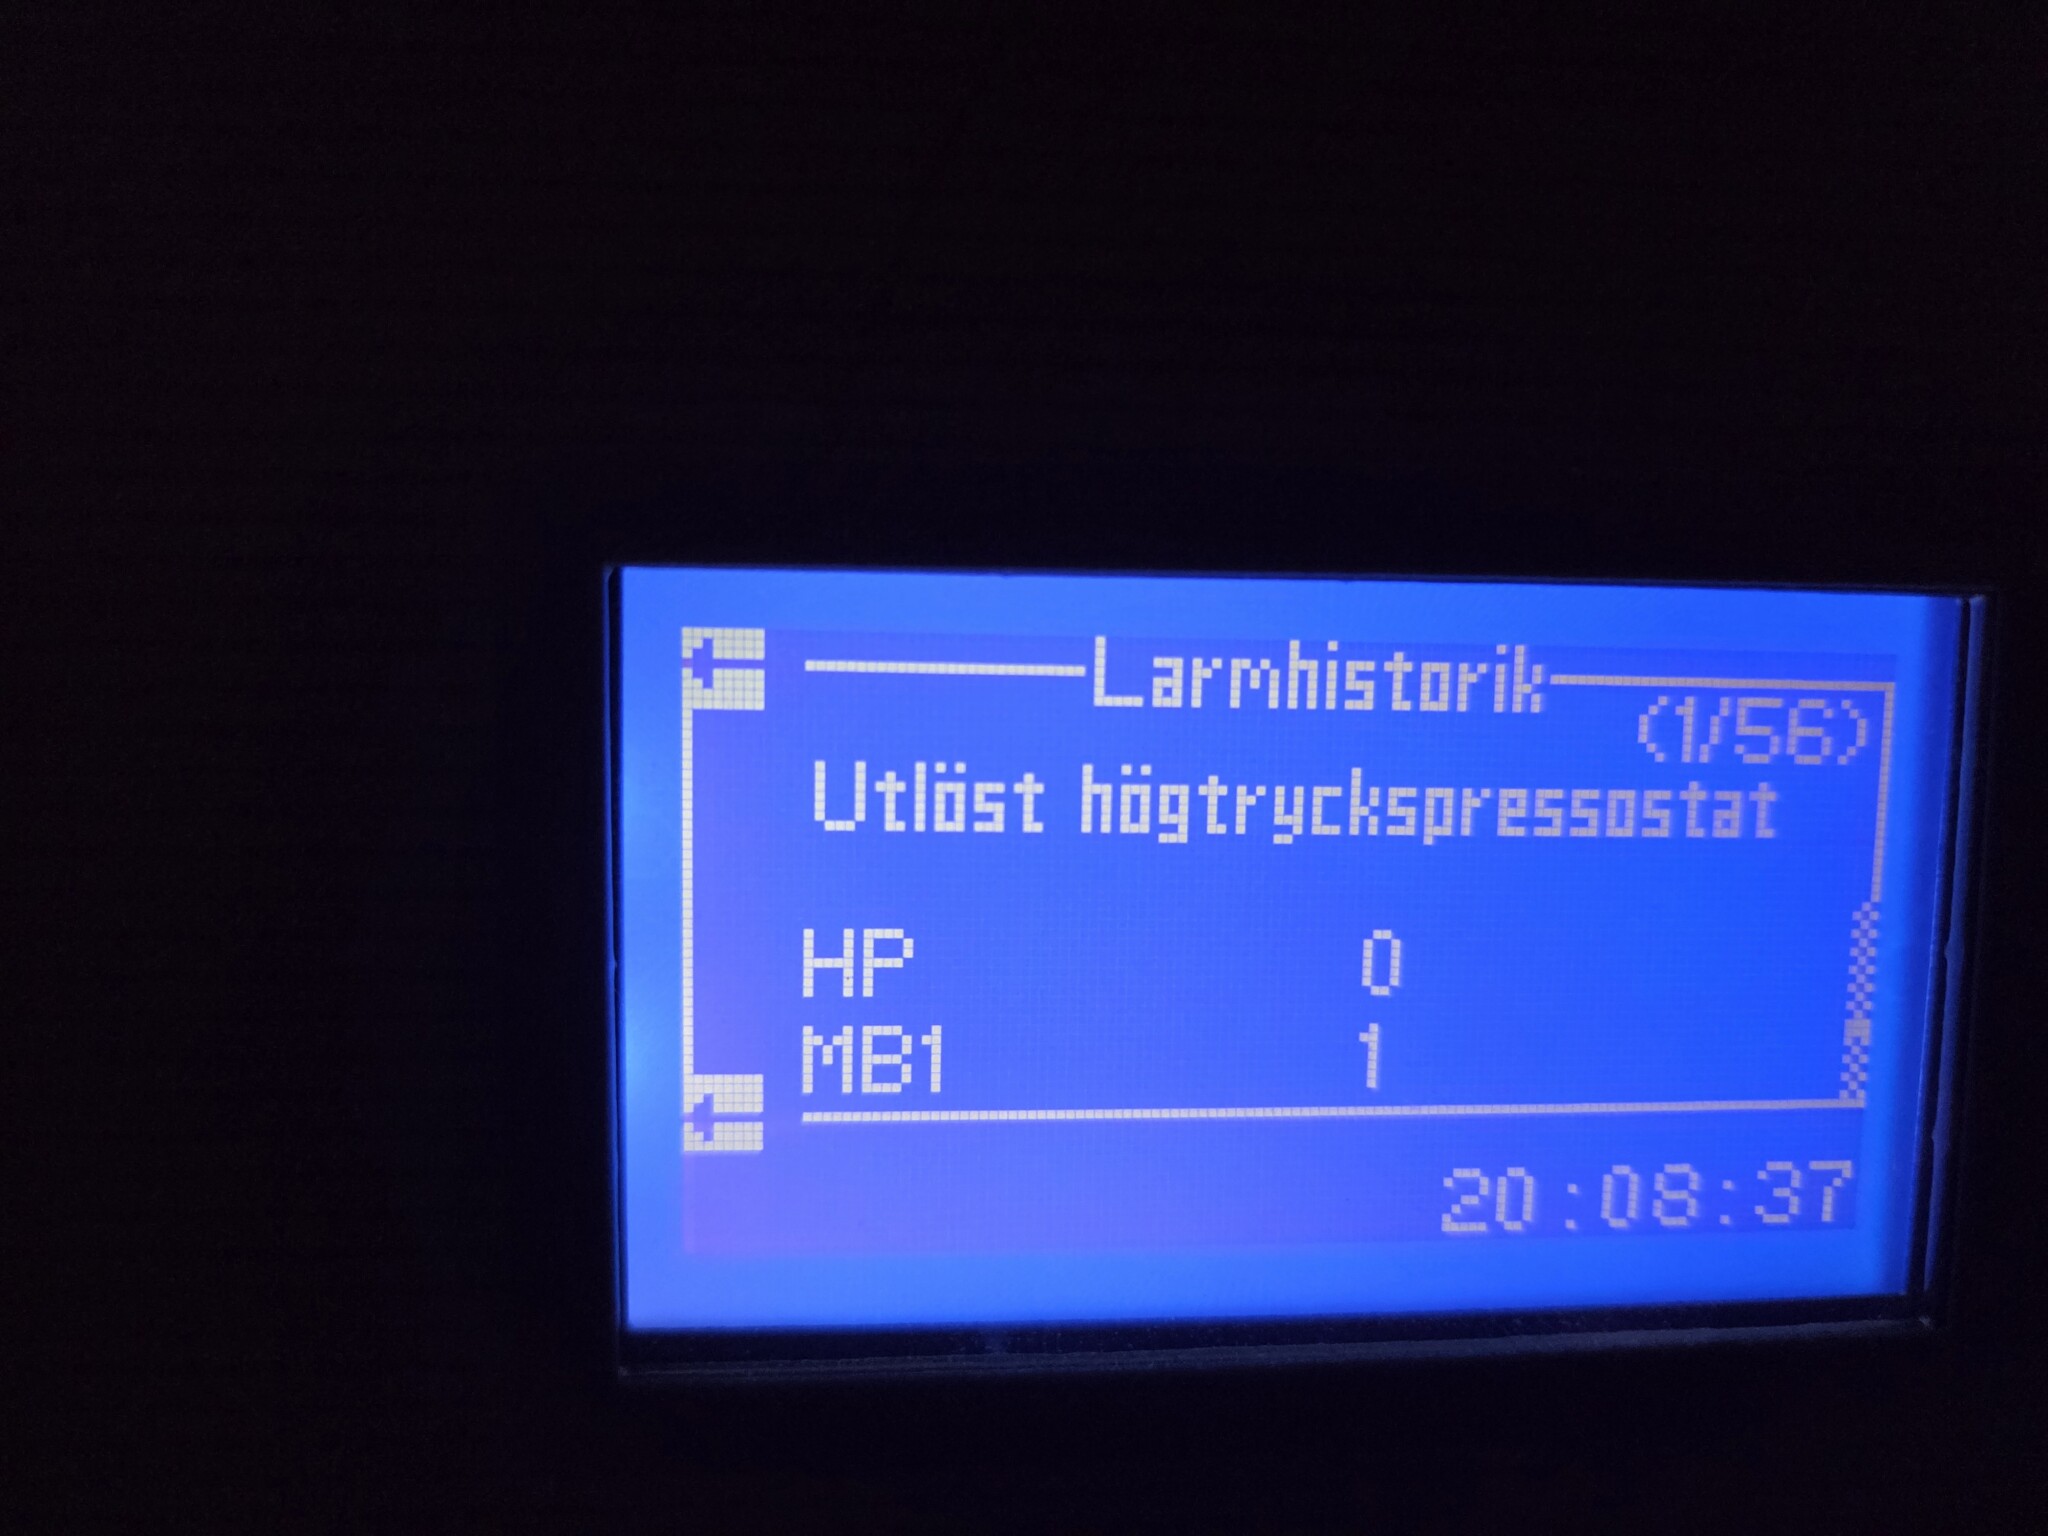 Larmhistorik
(1/56)
Utlöst högtryckspressostat
HP 0
MB1 1
20:08:37